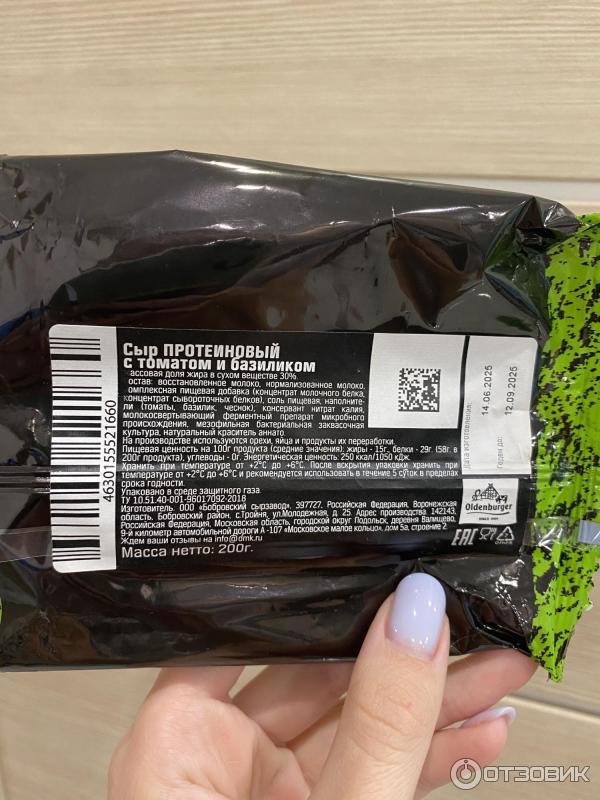 Сыр ПРОТЕИНОВЫЙ
с томатом и базиликом
ассовая доля жира в сухом веществе 30%
остав: восстановленное молоко, нормализованное молоко,
комплексная пищевая добавка (концентрат молочного белка,
концентрат сывороточных белков), соль пищевая, наполните-
ли (томаты, базилик, чеснок), консервант нитрат калия,
молокосвертывающий ферментный препарат микробного
происхождения, мезофильная бактериальная заквасочная
культура, натуральный краситель аннато
На производстве используются орехи, яйца и продукты их переработки.
Пищевая ценность на 100г продукта (средние значения): жиры - 15г., белки - 29г. (58г. в
200г продукта), углеводы - 0г. Энергетическая ценность: 250 ккал/1050 кДж.
Хранить при температуре от +2°С до +6°С. После вскрытия упаковки хранить при
температуре от +2°С до +6°С и рекомендуется использовать в течение 5 суток в пределах
срока годности.
Упаковано в среде защитного газа.
ТУ 10.51.40-001-96017092-2018
Изготовитель: ООО «Бобровский сырзавод», 397727, Российская Федерация, Воронежская
область, Бобровский район, с.Тройня, ул.Молодежная, д. 25. Адрес производства: 142143,
Российская Федерация, Московская область, городской округ Подольск, деревня Валищево,
9-й километр автомобильной дороги А -107 «Московское малое кольцо», дом 5а, строение 2
Ждем ваши отзывы на info@dmk.ru
Масса нетто: 200г.
4630155521660
Дата изготовления:
14.06.2025
Годен до:
12.09.2025
Oldenburger
EAC
ОТЗОВИК